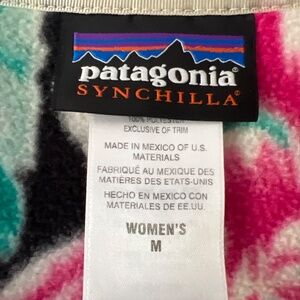 patagonia®
SYNCHILLA®
100% POLYESTER
EXCLUSIVE OF TRIM
MADE IN MEXICO OF U.S.
MATERIALS
FABRIQUÉ AU MEXIQUE DES
MATIÈRES DES ETATS-UNIS
HECHO EN MÉXICO CON
MATERIALES DE EE.UU.
WOMEN'S
M